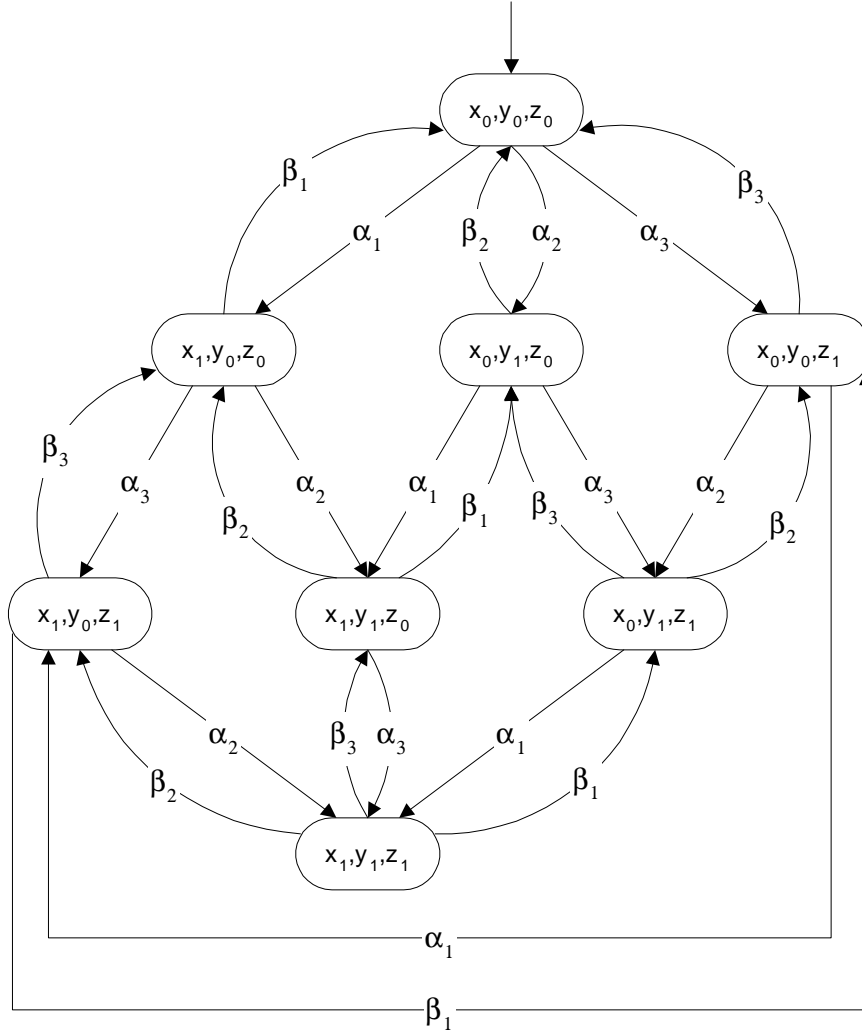 x₀,y₀,z₀
β₁
β₃
α₁
β₂
α₂
α₃
x₁,y₀,z₀
x₀,y₁,z₀
x₀,y₀,z₁
β₃
α₃
β₂
α₂
α₁
β₁
β₃
α₃
α₂
β₂
x₁,y₀,z₁
x₁,y₁,z₀
x₀,y₁,z₁
α₂
β₃
α₃
α₁
β₂
β₁
x₁,y₁,z₁
α₁
β₁